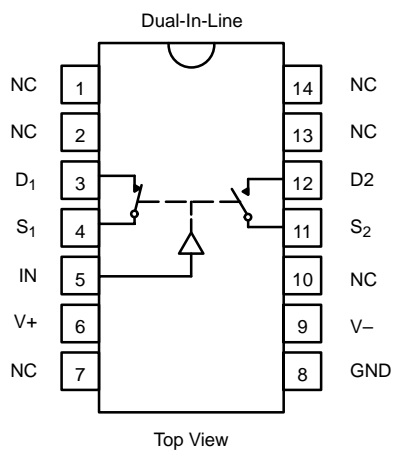 Dual-In-Line
NC 1 14 NC
NC 2 13 NC
D₁ 3 12 D2
S₁ 4 11 S₂
IN 5 10 NC
V+ 6 9 V–
NC 7 8 GND
Top View